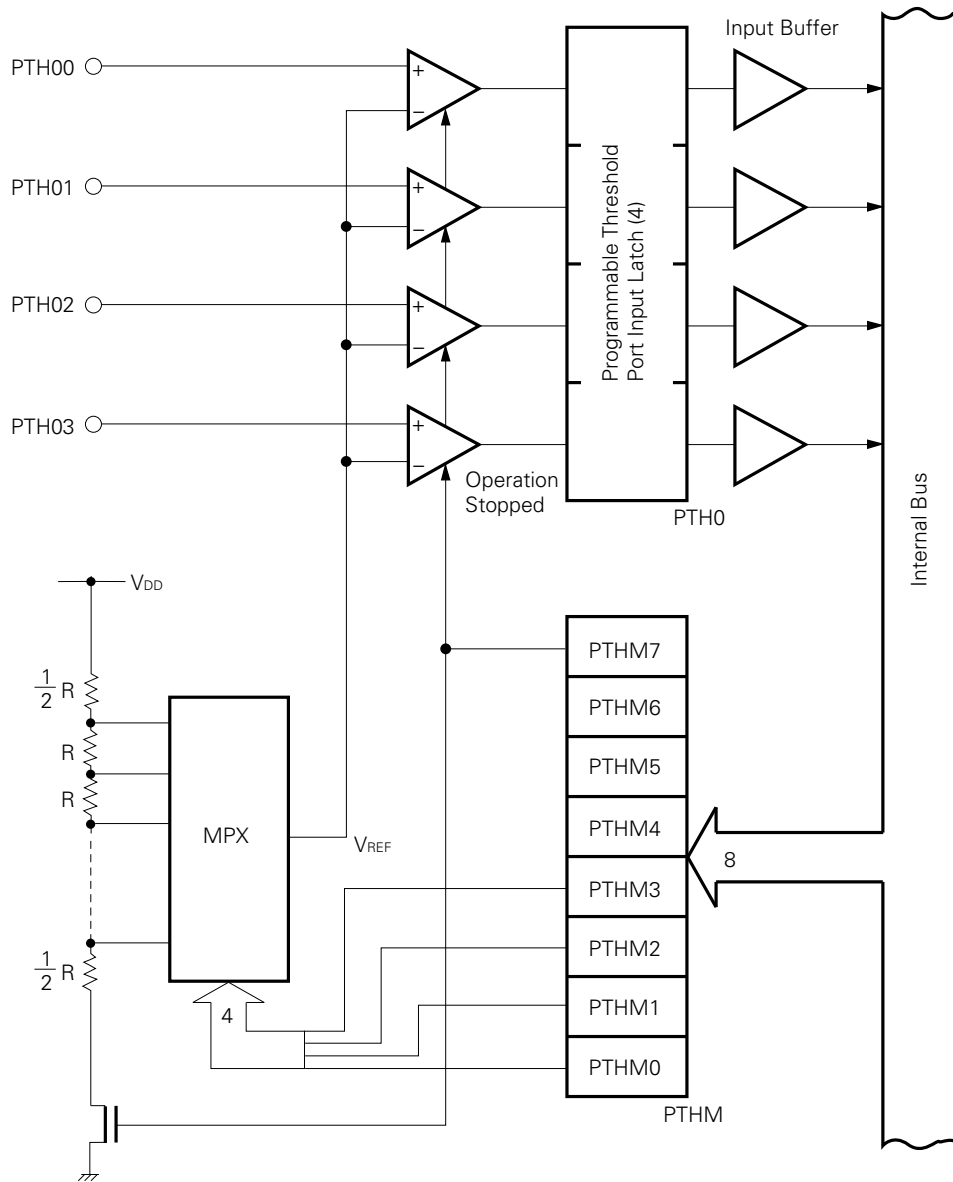 Input Buffer
PTH00
+
−
PTH01
+
−
PTH02
+
−
PTH03
+
−
Programmable Threshold
Port Input Latch (4)
Operation
Stopped
PTH0
Internal Bus
VDD
1/2 R
R
R
1/2 R
MPX
VREF
4
PTHM7
PTHM6
PTHM5
PTHM4
PTHM3
PTHM2
PTHM1
PTHM0
8
PTHM